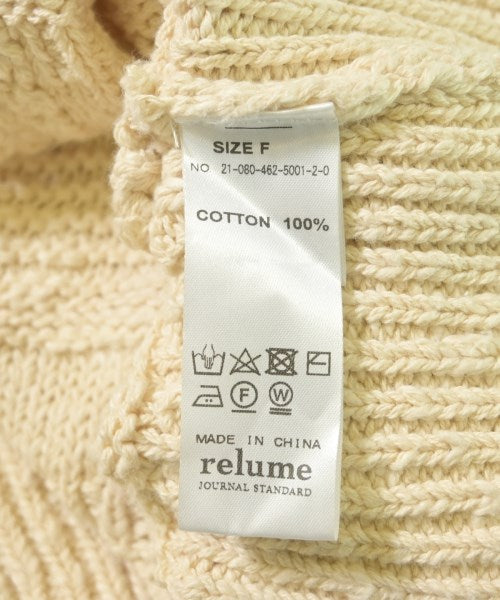 SIZE F
NO 21-080-462-5001-2-0
COTTON 100%
F W
MADE IN CHINA
relume
JOURNAL STANDARD